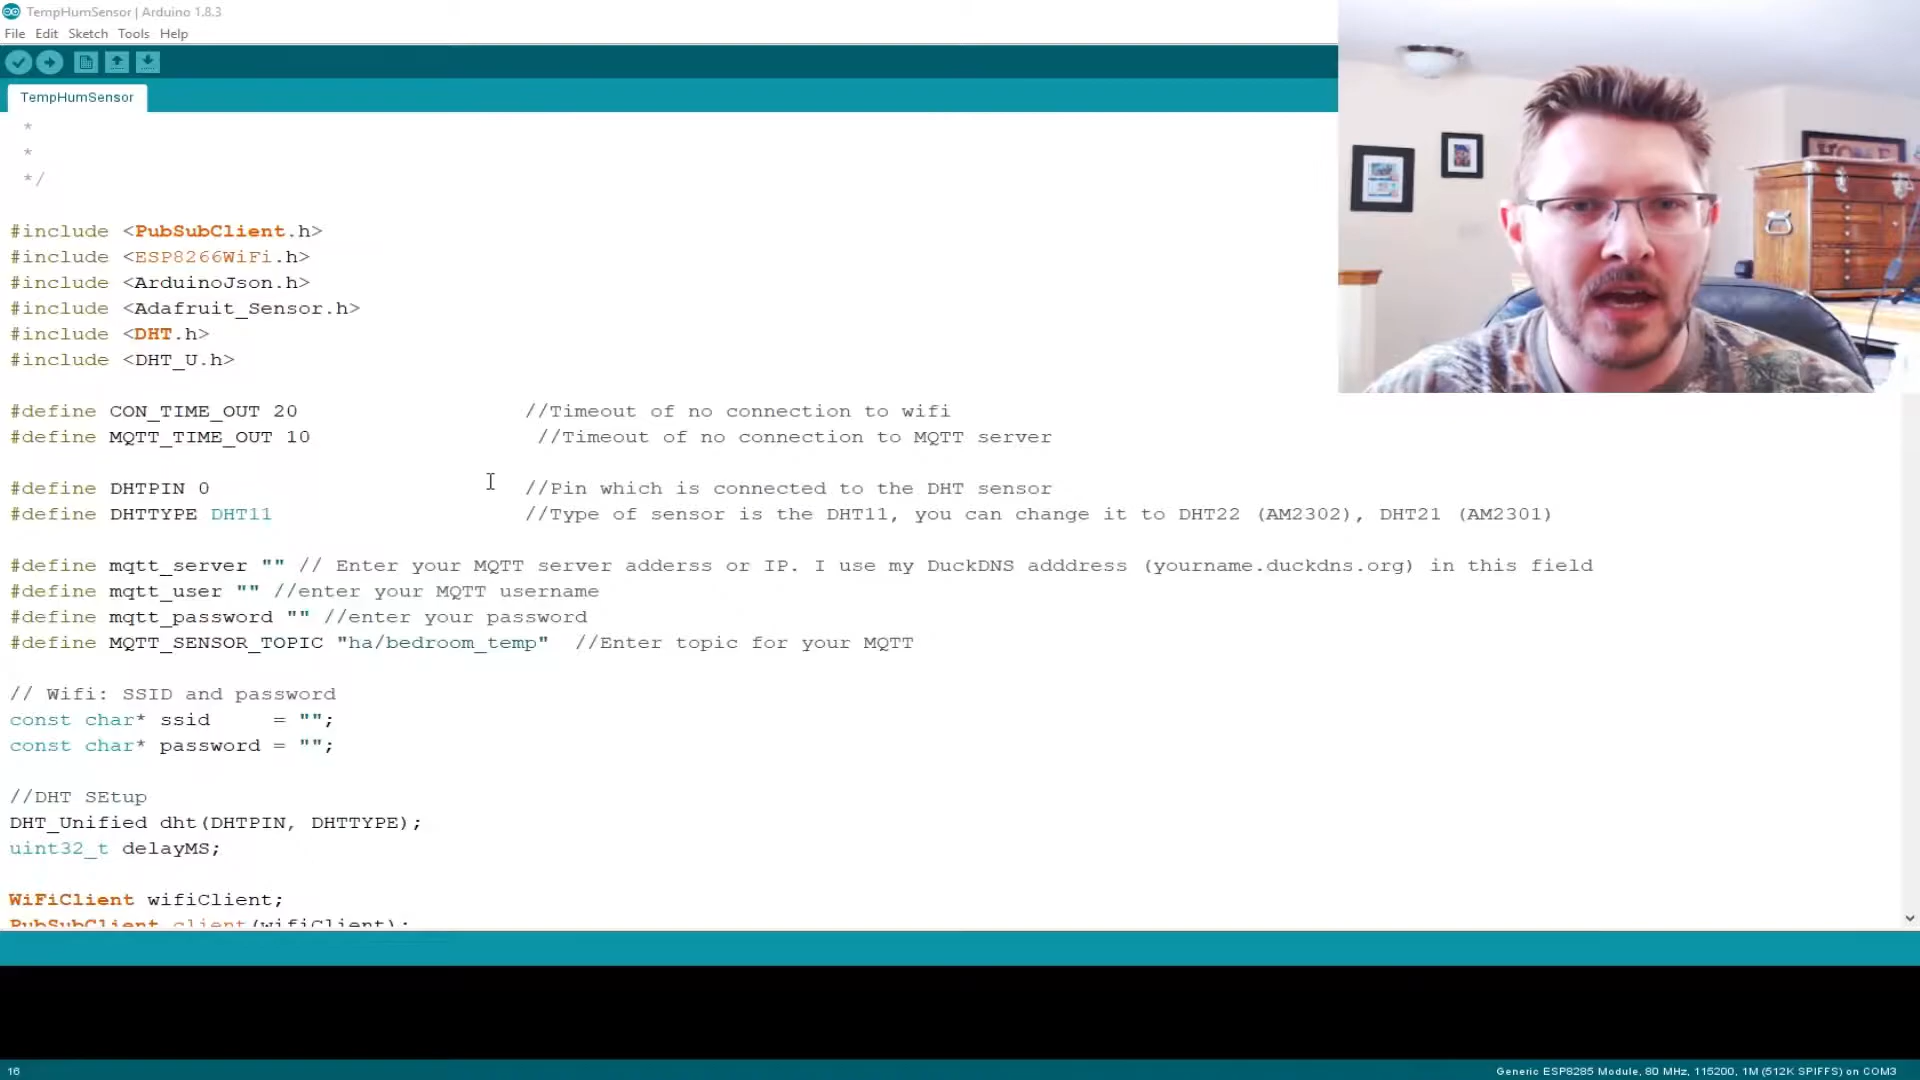 TempHumSensor | Arduino 1.8.3
File Edit Sketch Tools Help
TempHumSensor
*
*
*/
#include <PubSubClient.h>
#include <ESP8266WiFi.h>
#include <ArduinoJson.h>
#include <Adafruit_Sensor.h>
#include <DHT.h>
#include <DHT_U.h>
#define CON_TIME_OUT 20 //Timeout of no connection to wifi
#define MQTT_TIME_OUT 10 //Timeout of no connection to MQTT server
#define DHTPIN 0 //Pin which is connected to the DHT sensor
#define DHTTYPE DHT11 //Type of sensor is the DHT11, you can change it to DHT22 (AM2302), DHT21 (AM2301)
#define mqtt_server "" // Enter your MQTT server adderss or IP. I use my DuckDNS adddress (yourname.duckdns.org) in this field
#define mqtt_user "" //enter your MQTT username
#define mqtt_password "" //enter your password
#define MQTT_SENSOR_TOPIC "ha/bedroom_temp" //Enter topic for your MQTT
// Wifi: SSID and password
const char* ssid = "";
const char* password = "";
//DHT SEtup
DHT_Unified dht(DHTPIN, DHTTYPE);
uint32_t delayMS;
WiFiClient wifiClient;
PubSubClient client(wifiClient);
HOME
16
Generic ESP8285 Module, 80 MHz, 115200, 1M (512K SPIFFS) on COM3